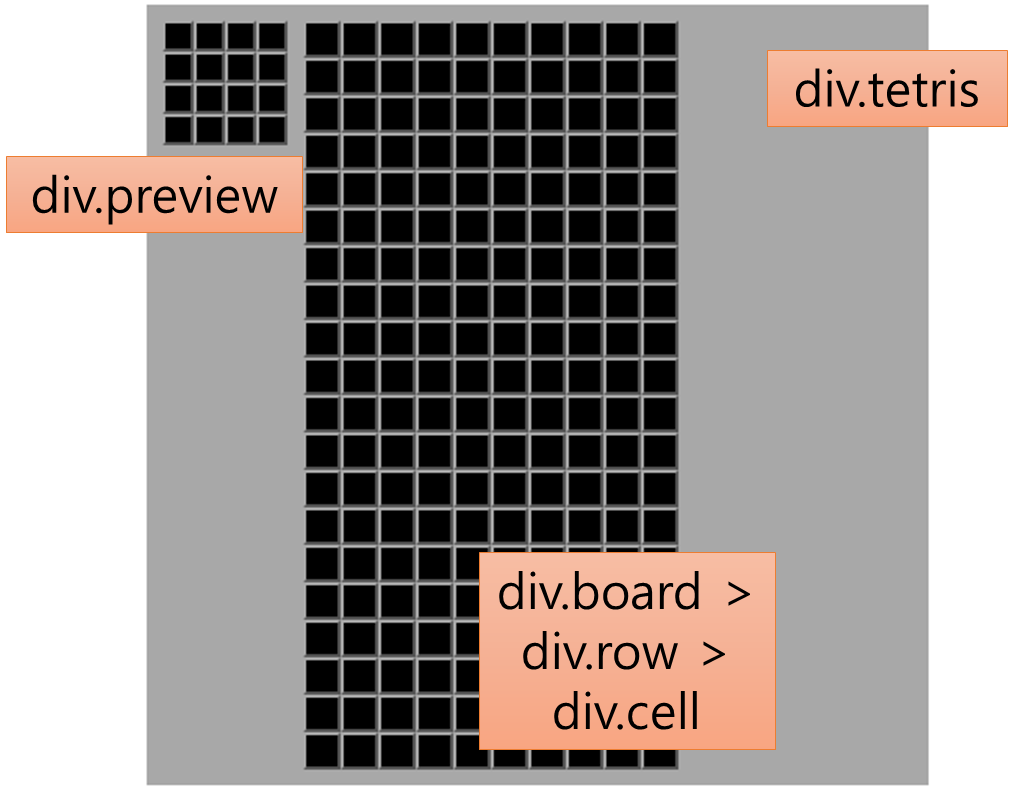 div.tetris
div.preview
div.board >
div.row >
div.cell